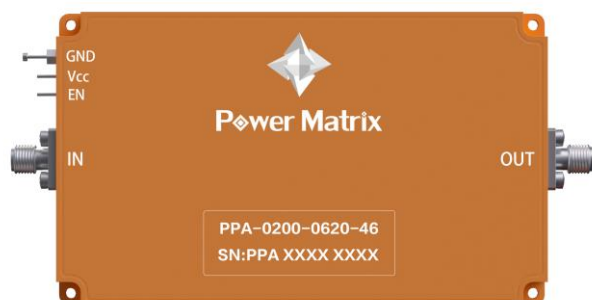 GND
Vcc
EN
Power Matrix
IN
OUT
PPA-0200-0620-46
SN:PPA XXXX XXXX